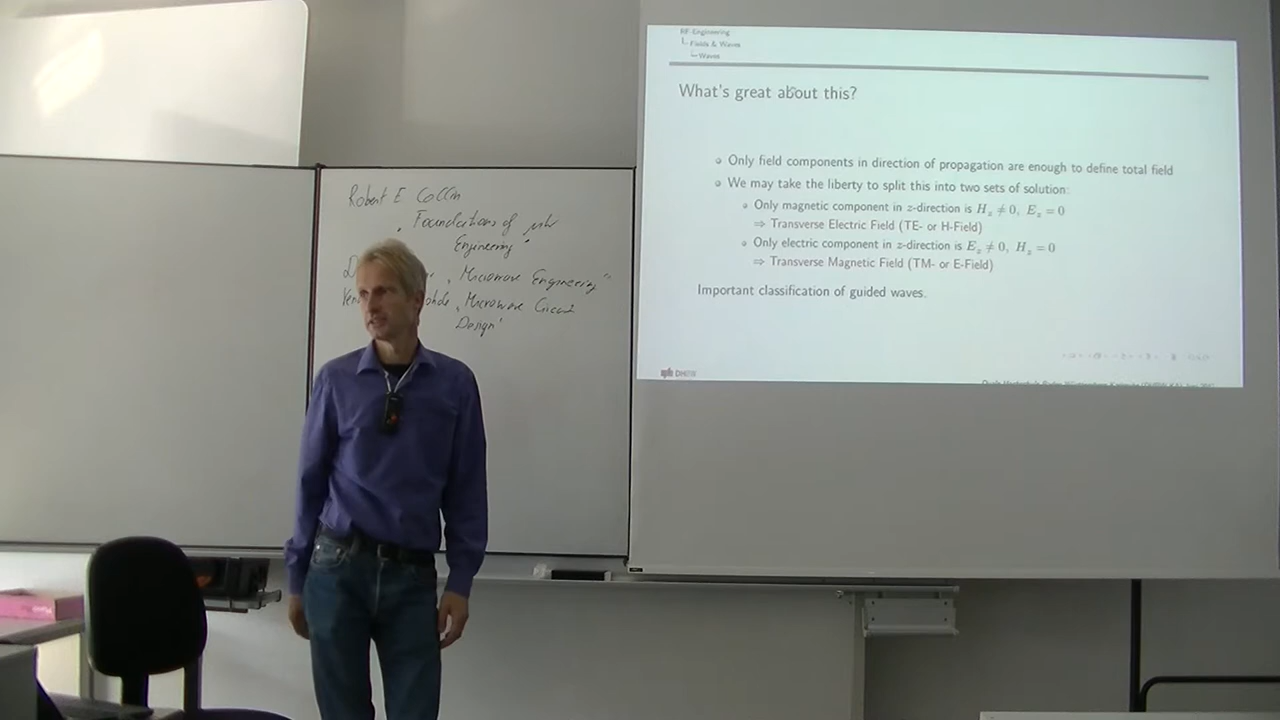 Robert E Collin
„Foundations of
Engineering"
„Microwave Engineering"
„Microwave Circuit
Design"
RF-Engineering
Fields & Waves
Waves
What's great about this?
Only field components in direction of propagation are enough to define total field
We may take the liberty to split this into two sets of solution:
Only magnetic component in z-direction is H_z ≠ 0, E_z = 0
⇒ Transverse Electric Field (TE- or H-Field)
Only electric component in z-direction is E_z ≠ 0, H_z = 0
⇒ Transverse Magnetic Field (TM- or E-Field)
Important classification of guided waves.
DHBW